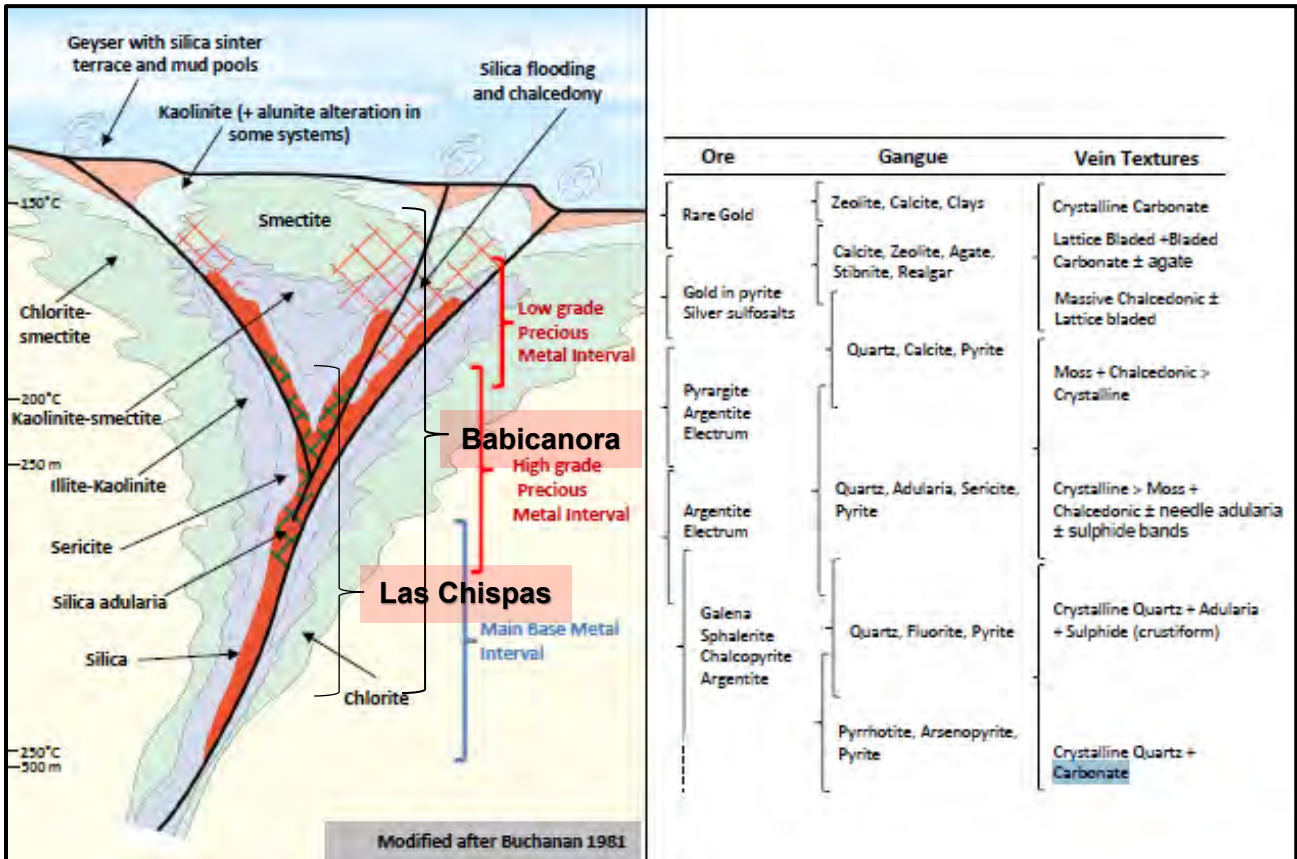 Geyser with silica sinter
terrace and mud pools
Kaolinite (+ alunite alteration in
some systems)
Silica flooding
and chalcedony
150°C
Smectite
Chlorite-
smectite
Low grade
Precious
Metal Interval
200°C
Kaolinite-smectite
Babicanora
250 m
Illite-Kaolinite
High grade
Precious
Metal Interval
Sericite
Silica adularia
Las Chispas
Main Base Metal
Interval
Silica
Chlorite
250°C
500 m
Modified after Buchanan 1981
Ore
Rare Gold
Gold in pyrite
Silver sulfosalts
Pyrargite
Argentite
Electrum
Argentite
Electrum
Galena
Sphalerite
Chalcopyrite
Argentite
Gangue
Zeolite, Calcite, Clays
Calcite, Zeolite, Agate,
Stibnite, Realgar
Quartz, Calcite, Pyrite
Quartz, Adularia, Sericite,
Pyrite
Quartz, Fluorite, Pyrite
Pyrrhotite, Arsenopyrite,
Pyrite
Vein Textures
Crystalline Carbonate
Lattice Bladed +Bladed
Carbonate ± agate
Massive Chalcedonic ±
Lattice bladed
Moss + Chalcedonic >
Crystalline
Crystalline > Moss +
Chalcedonic ± needle adularia
± sulphide bands
Crystalline Quartz + Adularia
+ Sulphide (crustiform)
Crystalline Quartz +
Carbonate